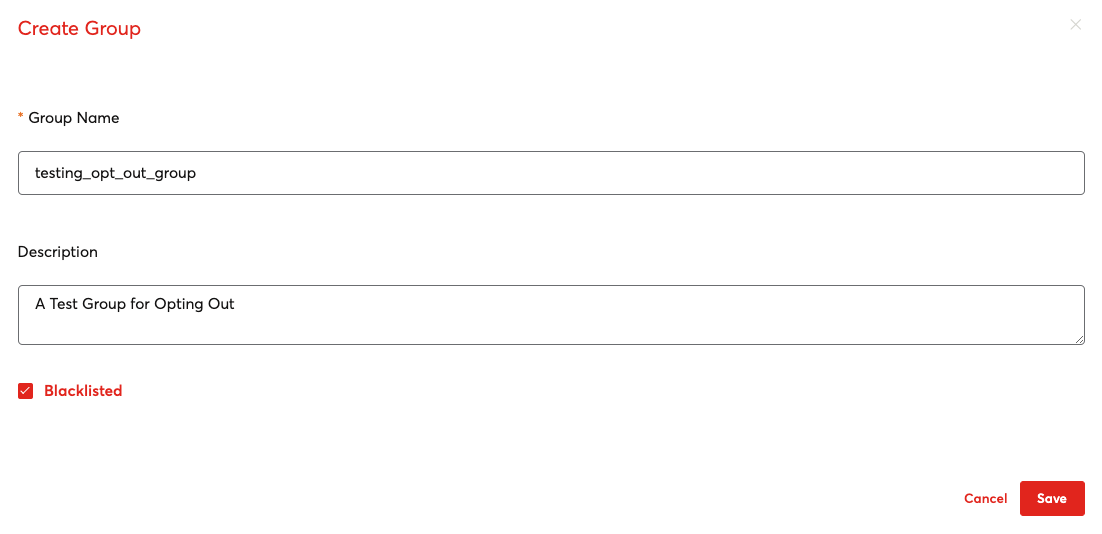 Create Group
* Group Name
testing_opt_out_group
Description
A Test Group for Opting Out
Blacklisted
Cancel Save